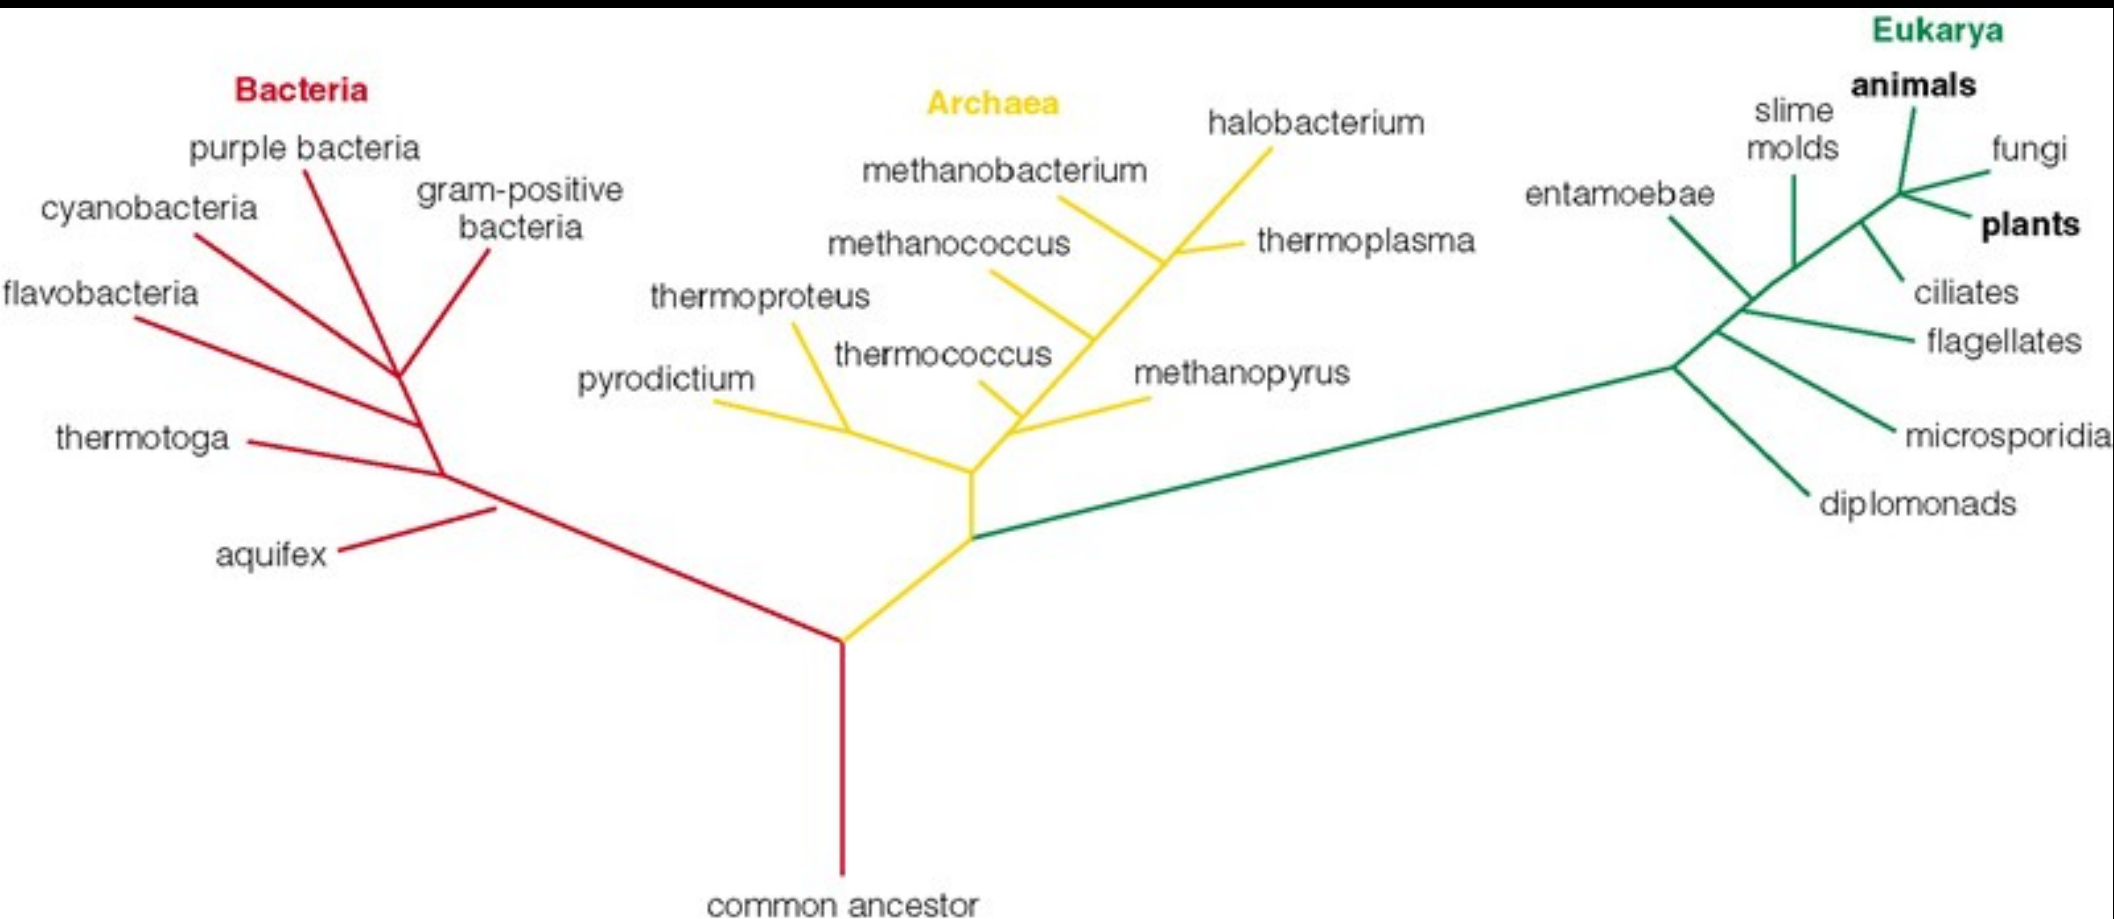 Eukarya
animals
Bacteria
Archaea
slime
molds
halobacterium
purple bacteria
fungi
methanobacterium
gram-positive
bacteria
entamoebae
cyanobacteria
plants
methanococcus
thermoplasma
flavobacteria
thermoproteus
ciliates
thermococcus
flagellates
pyrodictium
methanopyrus
thermotoga
microsporidia
diplomonads
aquifex
common ancestor